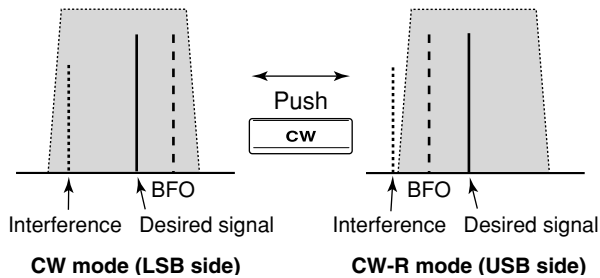 Push
CW
BFO
BFO
Interference Desired signal
Interference Desired signal
CW mode (LSB side)
CW-R mode (USB side)